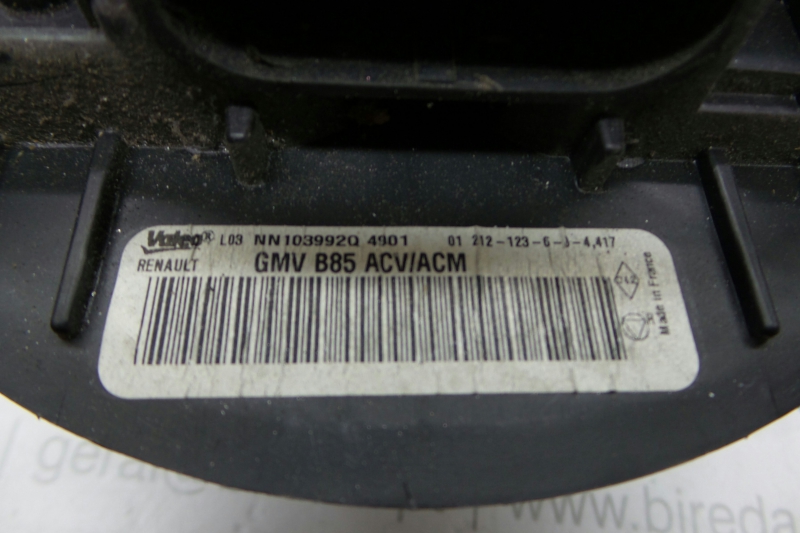 Valeo® L03 NN103992Q 4901 01 212-123-6-3-4,417
RENAULT GMV B85 ACV/ACM
Made in France
/ geral@ / www.bireda